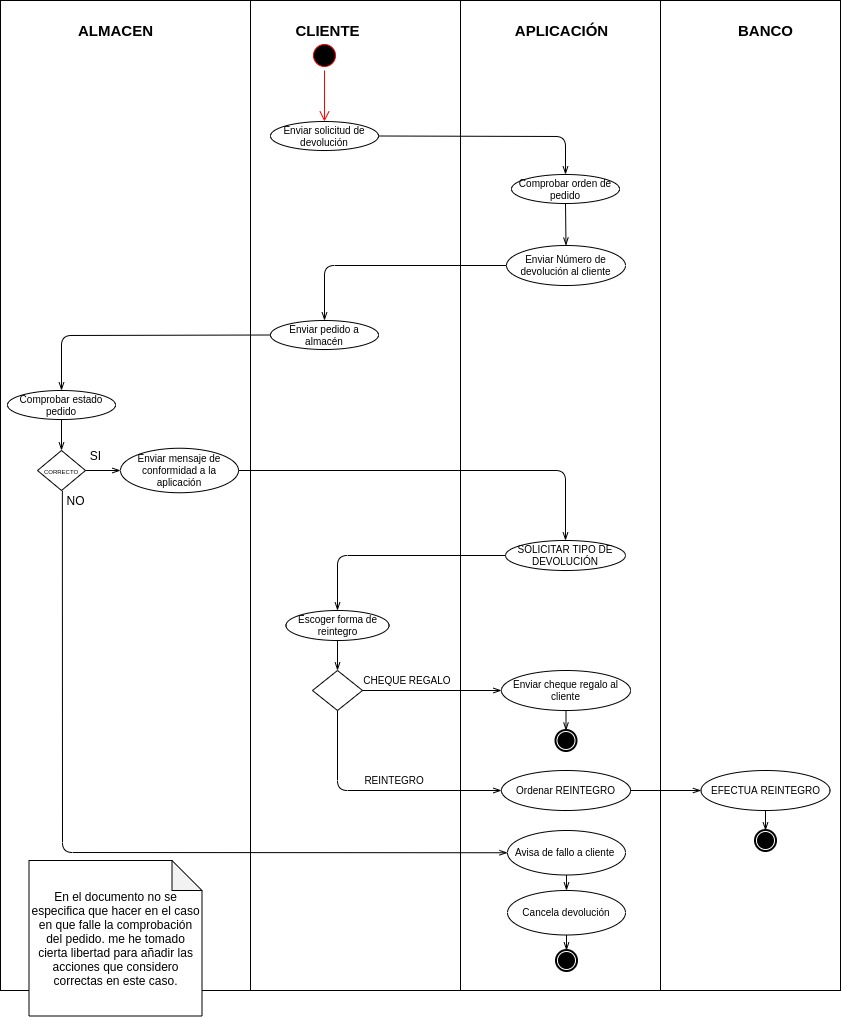 ALMACEN
CLIENTE
APLICACIÓN
BANCO
Enviar solicitud de
devolución
Comprobar orden de
pedido
Enviar Número de
devolución al cliente
Enviar pedido a
almacén
Comprobar estado
pedido
CORRECTO
SI
NO
Enviar mensaje de
conformidad a la
aplicación
SOLICITAR TIPO DE
DEVOLUCIÓN
Escoger forma de
reintegro
CHEQUE REGALO
Enviar cheque regalo al
cliente
REINTEGRO
Ordenar REINTEGRO
EFECTUA REINTEGRO
Avisa de fallo a cliente
Cancela devolución
En el documento no se
especifica que hacer en el caso
en que falle la comprobación
del pedido. me he tomado
cierta libertad para añadir las
acciones que considero
correctas en este caso.